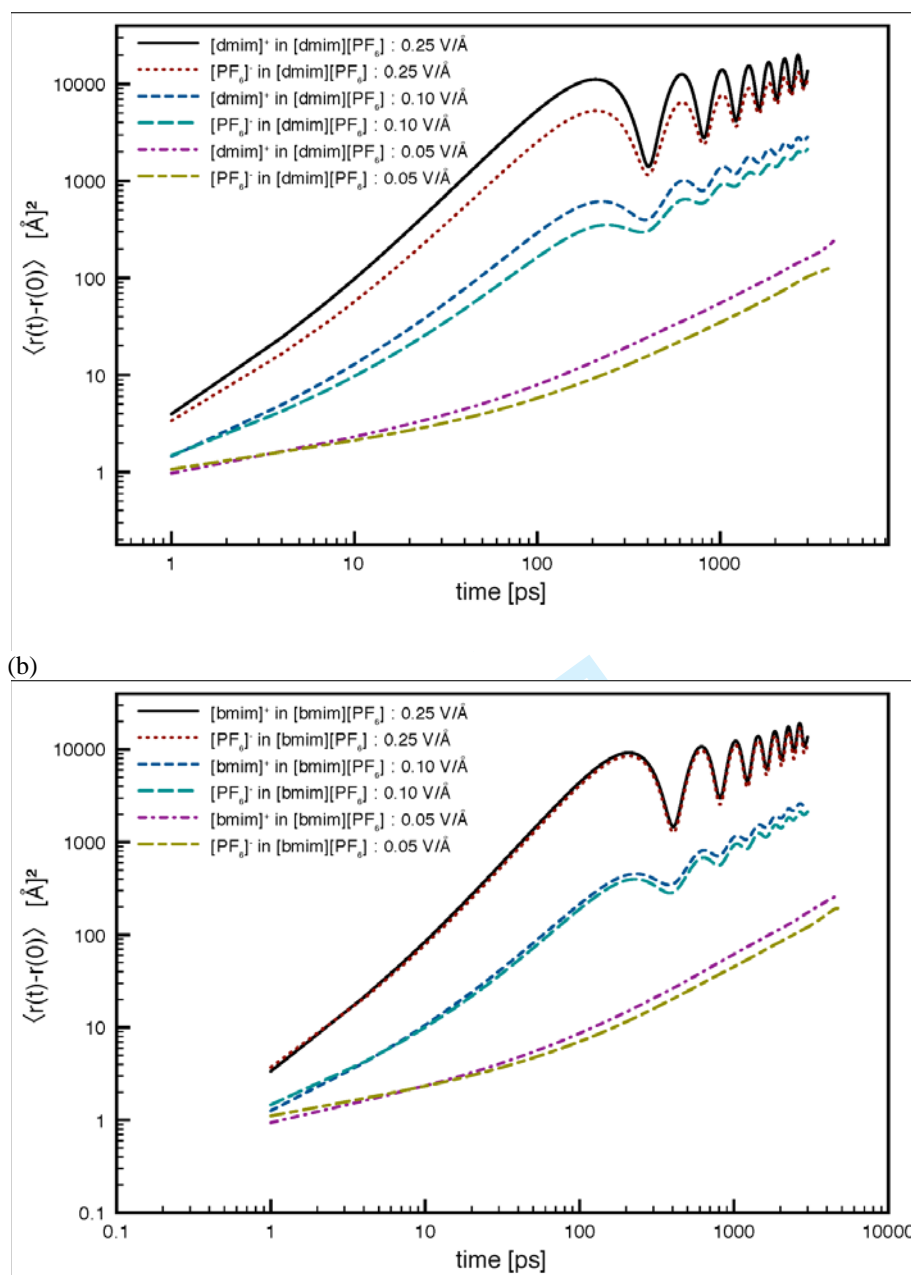 [dmim]⁺ in [dmim][PF₆] : 0.25 V/Å
[PF₆]⁻ in [dmim][PF₆] : 0.25 V/Å
[dmim]⁺ in [dmim][PF₆] : 0.10 V/Å
[PF₆]⁻ in [dmim][PF₆] : 0.10 V/Å
[dmim]⁺ in [dmim][PF₆] : 0.05 V/Å
[PF₆]⁻ in [dmim][PF₆] : 0.05 V/Å
10000
1000
100
10
1
⟨r(t)-r(0)⟩ [Å]²
1 10 100 1000
time [ps]
(b)
[bmim]⁺ in [bmim][PF₆] : 0.25 V/Å
[PF₆]⁻ in [bmim][PF₆] : 0.25 V/Å
[bmim]⁺ in [bmim][PF₆] : 0.10 V/Å
[PF₆]⁻ in [bmim][PF₆] : 0.10 V/Å
[bmim]⁺ in [bmim][PF₆] : 0.05 V/Å
[PF₆]⁻ in [bmim][PF₆] : 0.05 V/Å
10000
1000
100
10
1
0.1
⟨r(t)-r(0)⟩ [Å]²
0.1 1 10 100 1000 10000
time [ps]